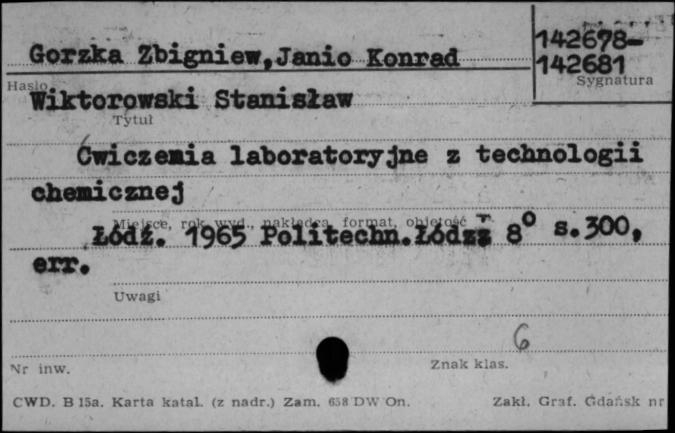 Gorzka Zbigniew, Janio Konrad
142678-
142681
Hasło
Sygnatura
Wiktorowski Stanisław
Tytuł
Ćwiczenia laboratoryjne z technologii
chemicznej
Miejsce, rok wyd., nakładca, format, objętość
Łódź. 1965 Politechn. Łódzz 8° s. 300,
err.
Uwagi
6
Nr inw.
Znak klas.
CWD. B 15a. Karta katal. (z nadr.) Zam. 658 DW On.
Zakł. Graf. Gdańsk nr